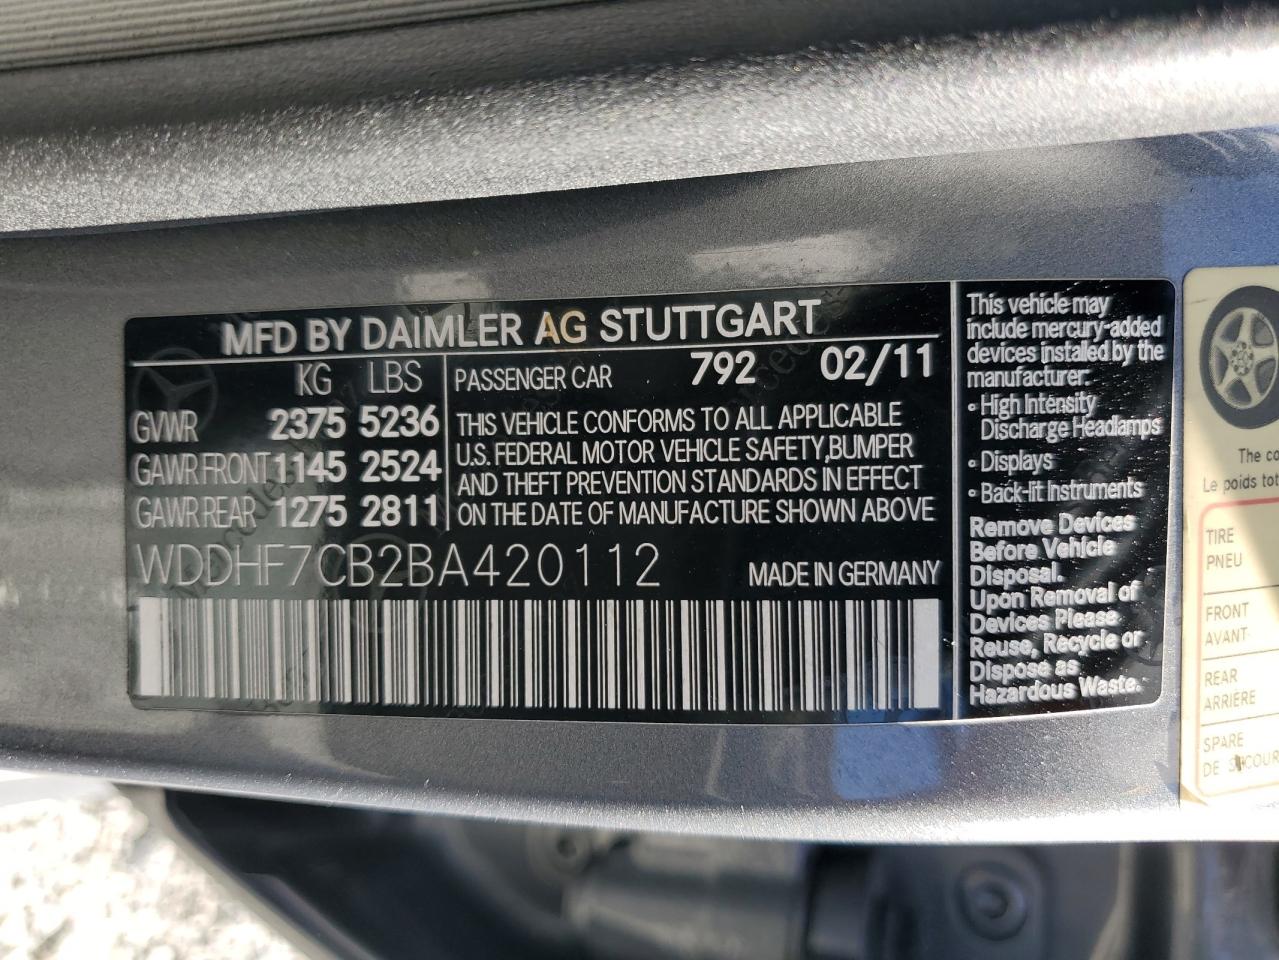 MFD BY DAIMLER AG STUTTGART
KG LBS
GVWR 2375 5236
GAWR FRONT 1145 2524
GAWR REAR 1275 2811
PASSENGER CAR 792 02/11
THIS VEHICLE CONFORMS TO ALL APPLICABLE
U.S. FEDERAL MOTOR VEHICLE SAFETY,BUMPER
AND THEFT PREVENTION STANDARDS IN EFFECT
ON THE DATE OF MANUFACTURE SHOWN ABOVE
WDDHF7CB2BA420112
MADE IN GERMANY
This vehicle may
include mercury-added
devices installed by the
manufacturer:
• High Intensity
Discharge Headlamps
• Displays
• Back-lit Instruments
Remove Devices
Before Vehicle
Disposal.
Upon Removal of
Devices Please
Reuse, Recycle or
Dispose as
Hazardous Waste.
The co
Le poids tot
TIRE
PNEU
FRONT
AVANT
REAR
ARRIÈRE
SPARE
DE